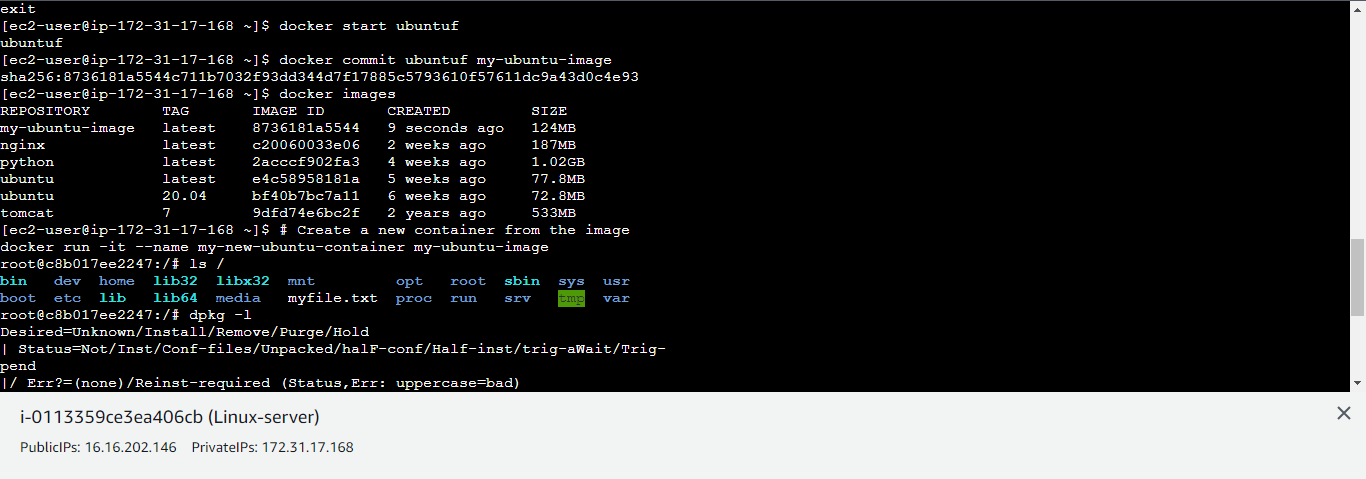 exit
[ec2-user@ip-172-31-17-168 ~]$ docker start ubuntuf
ubuntuf
[ec2-user@ip-172-31-17-168 ~]$ docker commit ubuntuf my-ubuntu-image
sha256:8736181a5544c711b7032f93dd344d7f17885c5793610f57611dc9a43d0c4e93
[ec2-user@ip-172-31-17-168 ~]$ docker images
REPOSITORY        TAG       IMAGE ID       CREATED         SIZE
my-ubuntu-image   latest    8736181a5544   9 seconds ago   124MB
nginx             latest    c20060033e06   2 weeks ago     187MB
python            latest    2acccf902fa3   4 weeks ago     1.02GB
ubuntu            latest    e4c58958181a   5 weeks ago     77.8MB
ubuntu            20.04     bf40b7bc7a11   6 weeks ago     72.8MB
tomcat            7         9dfd74e6bc2f   2 years ago     533MB
[ec2-user@ip-172-31-17-168 ~]$ # Create a new container from the image
docker run -it --name my-new-ubuntu-container my-ubuntu-image
root@c8b017ee2247:/# ls /
bin   dev  home  lib32  libx32  mnt         opt   root  sbin  sys  usr
boot  etc  lib   lib64  media   myfile.txt  proc  run   srv   tmp  var
root@c8b017ee2247:/# dpkg -l
Desired=Unknown/Install/Remove/Purge/Hold
| Status=Not/Inst/Conf-files/Unpacked/halF-conf/Half-inst/trig-aWait/Trig-
pend
|/ Err?=(none)/Reinst-required (Status,Err: uppercase=bad)
i-0113359ce3ea406cb (Linux-server)
PublicIPs: 16.16.202.146 PrivateIPs: 172.31.17.168